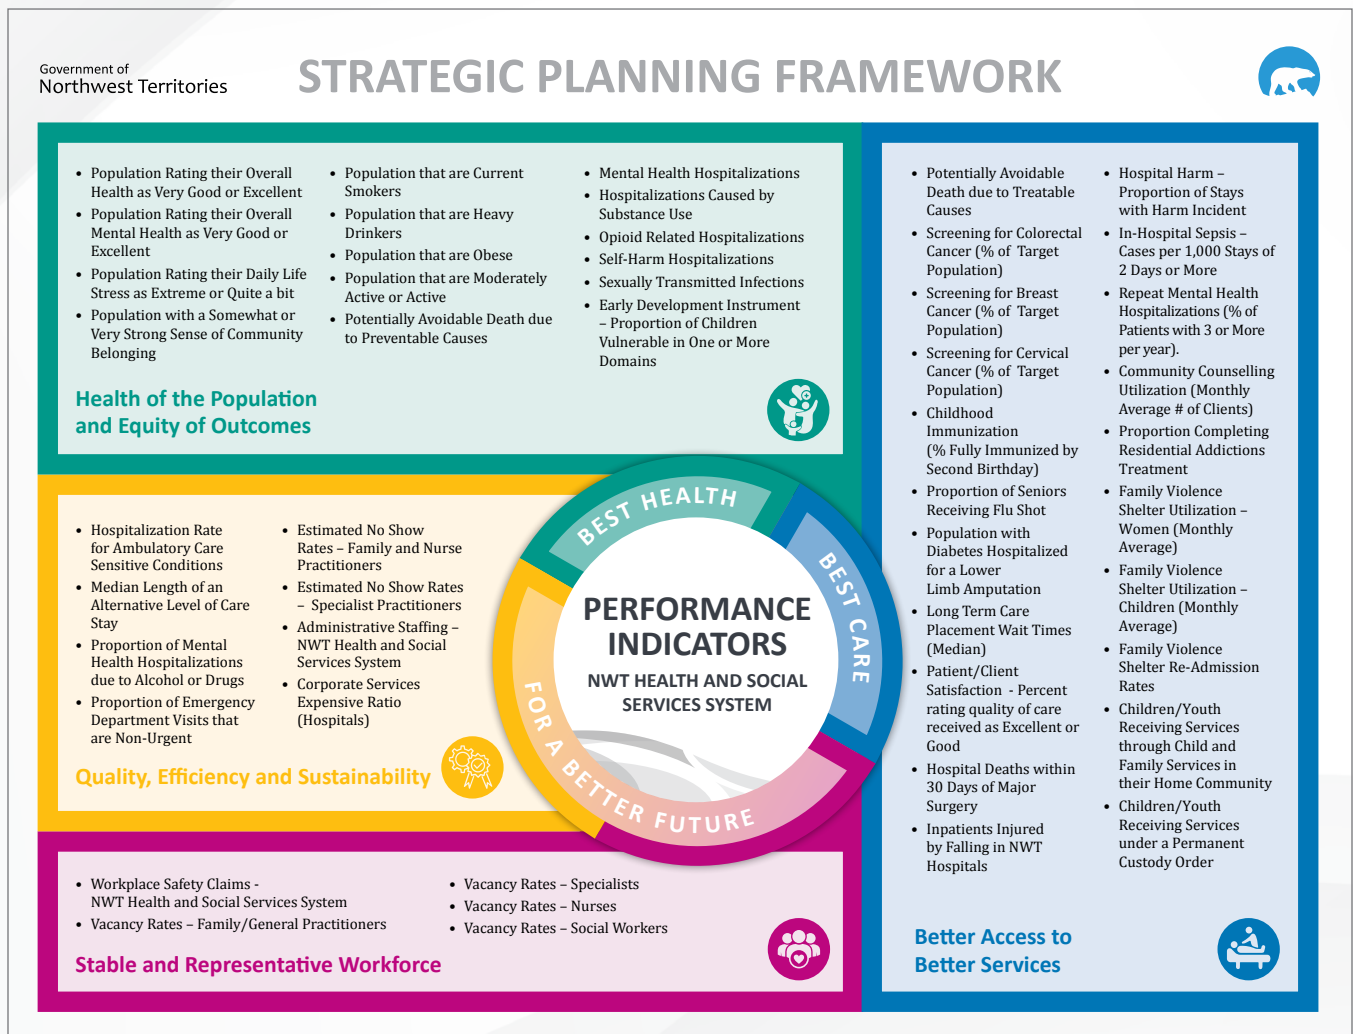 Government of
Northwest Territories
STRATEGIC PLANNING FRAMEWORK
• Population Rating their Overall
Health as Very Good or Excellent
• Population Rating their Overall
Mental Health as Very Good or
Excellent
• Population Rating their Daily Life
Stress as Extreme or Quite a bit
• Population with a Somewhat or
Very Strong Sense of Community
Belonging
• Population that are Current
Smokers
• Population that are Heavy
Drinkers
• Population that are Obese
• Population that are Moderately
Active or Active
• Potentially Avoidable Death due
to Preventable Causes
• Mental Health Hospitalizations
• Hospitalizations Caused by
Substance Use
• Opioid Related Hospitalizations
• Self-Harm Hospitalizations
• Sexually Transmitted Infections
• Early Development Instrument
– Proportion of Children
Vulnerable in One or More
Domains
Health of the Population
and Equity of Outcomes
• Hospitalization Rate
for Ambulatory Care
Sensitive Conditions
• Median Length of an
Alternative Level of Care
Stay
• Proportion of Mental
Health Hospitalizations
due to Alcohol or Drugs
• Proportion of Emergency
Department Visits that
are Non-Urgent
• Estimated No Show
Rates – Family and Nurse
Practitioners
• Estimated No Show Rates
– Specialist Practitioners
• Administrative Staffing –
NWT Health and Social
Services System
• Corporate Services
Expensive Ratio
(Hospitals)
Quality, Efficiency and Sustainability
BEST HEALTH
BEST CARE
FOR A BETTER FUTURE
PERFORMANCE
INDICATORS
NWT HEALTH AND SOCIAL
SERVICES SYSTEM
• Workplace Safety Claims -
NWT Health and Social Services System
• Vacancy Rates – Family/General Practitioners
• Vacancy Rates – Specialists
• Vacancy Rates – Nurses
• Vacancy Rates – Social Workers
Stable and Representative Workforce
• Potentially Avoidable
Death due to Treatable
Causes
• Screening for Colorectal
Cancer (% of Target
Population)
• Screening for Breast
Cancer (% of Target
Population)
• Screening for Cervical
Cancer (% of Target
Population)
• Childhood
Immunization
(% Fully Immunized by
Second Birthday)
• Proportion of Seniors
Receiving Flu Shot
• Population with
Diabetes Hospitalized
for a Lower
Limb Amputation
• Long Term Care
Placement Wait Times
(Median)
• Patient/Client
Satisfaction - Percent
rating quality of care
received as Excellent or
Good
• Hospital Deaths within
30 Days of Major
Surgery
• Inpatients Injured
by Falling in NWT
Hospitals
• Hospital Harm –
Proportion of Stays
with Harm Incident
• In-Hospital Sepsis –
Cases per 1,000 Stays of
2 Days or More
• Repeat Mental Health
Hospitalizations (% of
Patients with 3 or More
per year).
• Community Counselling
Utilization (Monthly
Average # of Clients)
• Proportion Completing
Residential Addictions
Treatment
• Family Violence
Shelter Utilization –
Women (Monthly
Average)
• Family Violence
Shelter Utilization –
Children (Monthly
Average)
• Family Violence
Shelter Re-Admission
Rates
• Children/Youth
Receiving Services
through Child and
Family Services in
their Home Community
• Children/Youth
Receiving Services
under a Permanent
Custody Order
Better Access to
Better Services